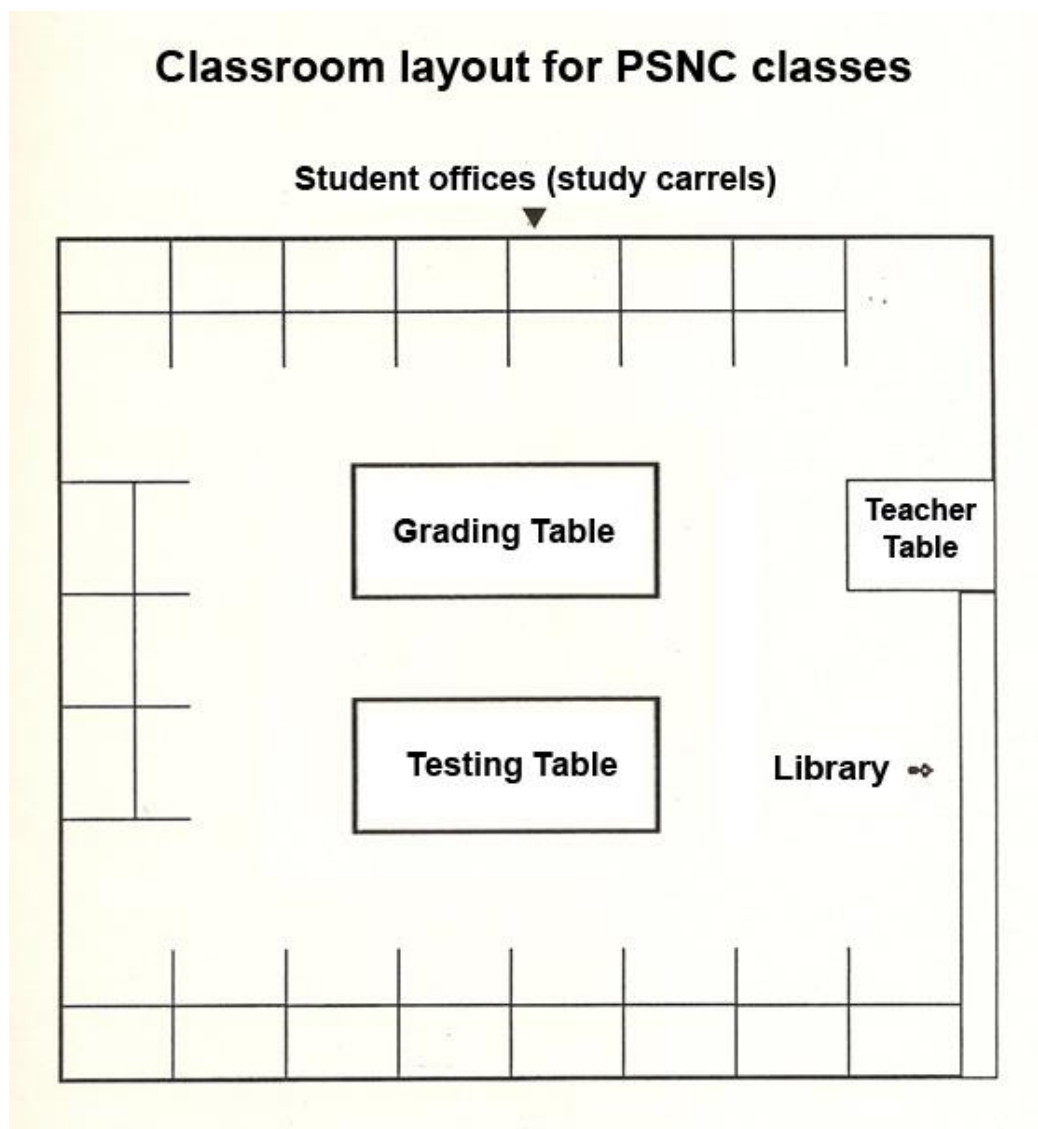 Classroom layout for PSNC classes
Student offices (study carrels)
Grading Table
Teacher
Table
Testing Table
Library